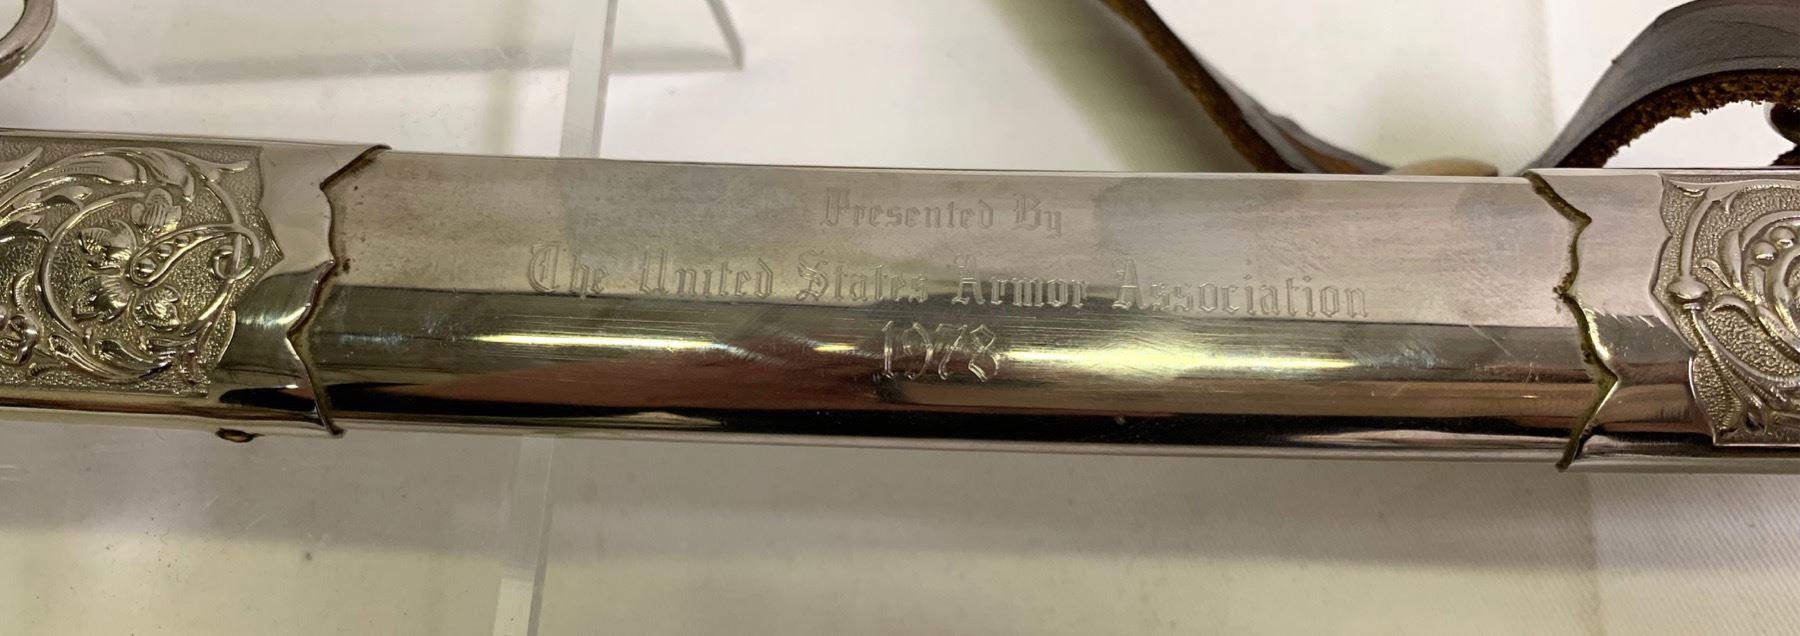 Presented By
The United States Armor Association
1978